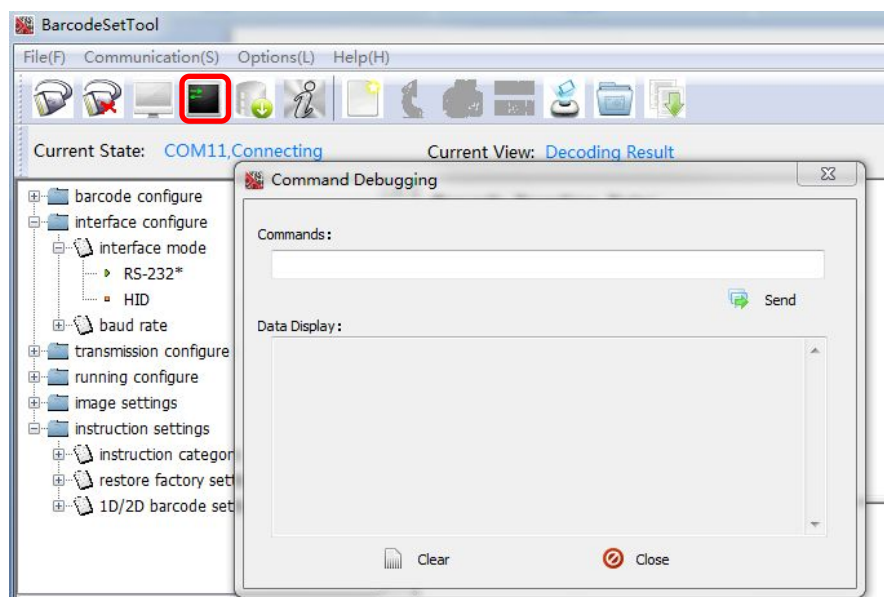 BarcodeSetTool
File(F) Communication(S) Options(L) Help(H)
Current State: COM11,Connecting Current View: Decoding Result
barcode configure
interface configure
interface mode
RS-232*
HID
baud rate
transmission configure
running configure
image settings
instruction settings
instruction categor
restore factory sett
1D/2D barcode set
Command Debugging
Commands:
Send
Data Display:
Clear Close